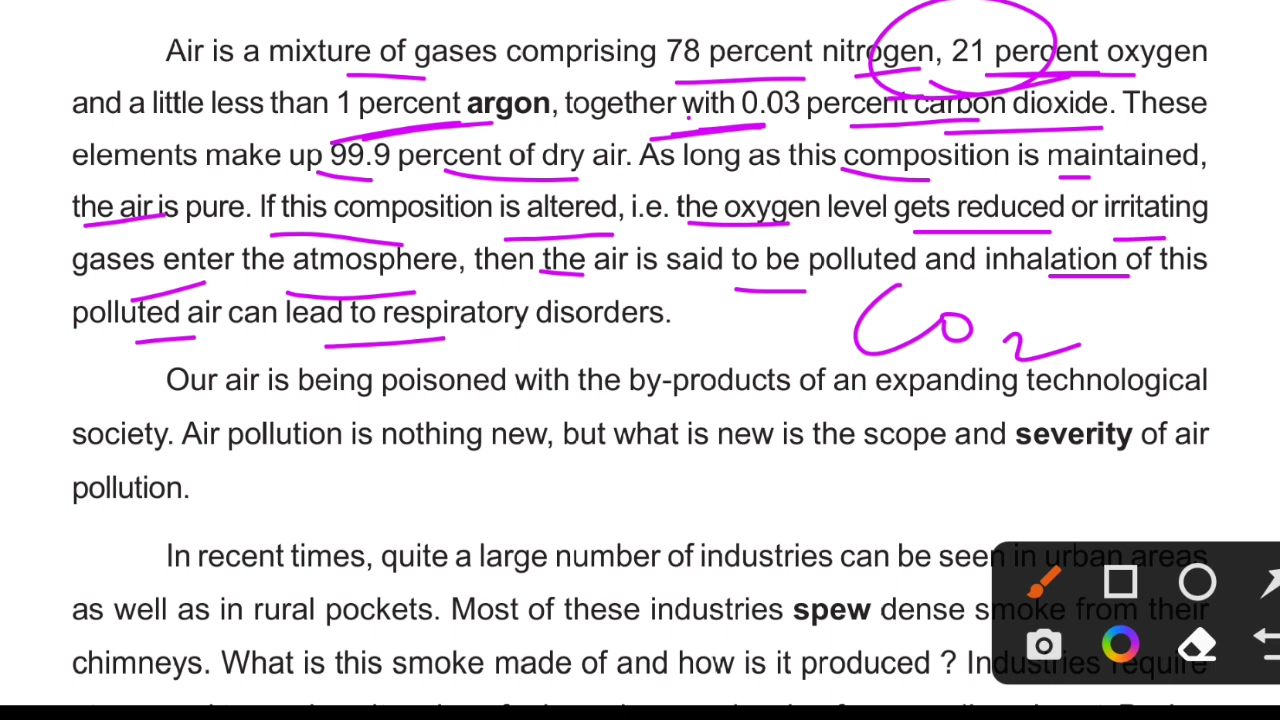 Air is a mixture of gases comprising 78 percent nitrogen, 21 percent oxygen
and a little less than 1 percent argon, together with 0.03 percent carbon dioxide. These
elements make up 99.9 percent of dry air. As long as this composition is maintained,
the air is pure. If this composition is altered, i.e. the oxygen level gets reduced or irritating
gases enter the atmosphere, then the air is said to be polluted and inhalation of this
polluted air can lead to respiratory disorders.
CO2
Our air is being poisoned with the by-products of an expanding technological
society. Air pollution is nothing new, but what is new is the scope and severity of air
pollution.
In recent times, quite a large number of industries can be seen in urban areas
as well as in rural pockets. Most of these industries spew dense smoke from their
chimneys. What is this smoke made of and how is it produced ? Industries require